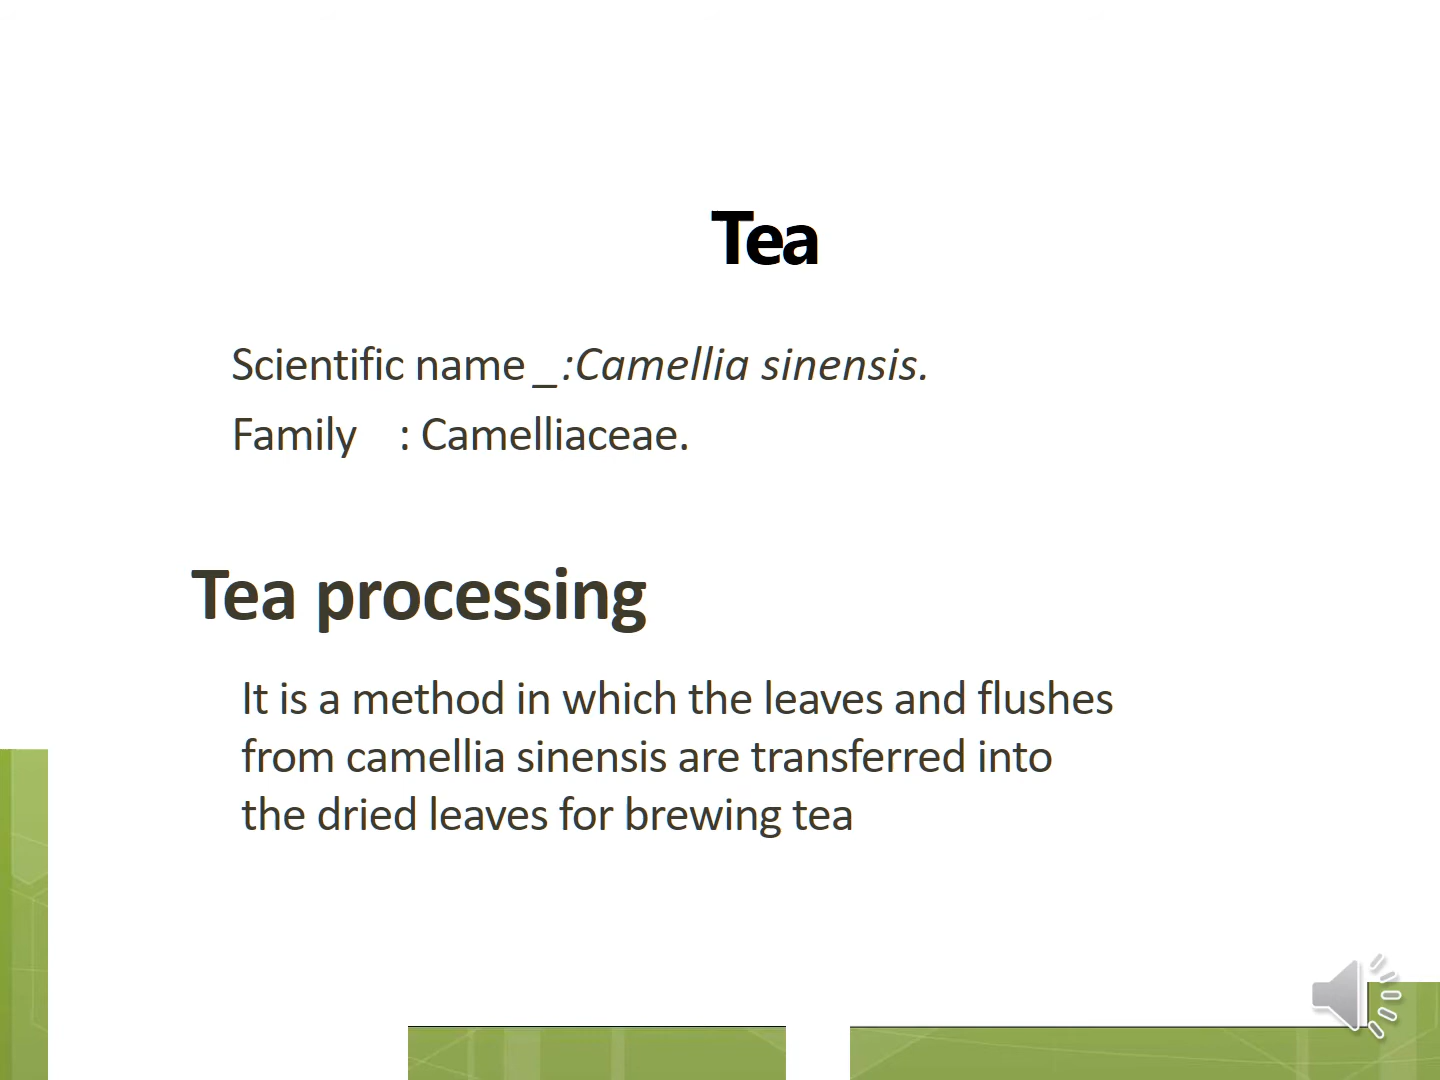 Tea
Scientific name _:Camellia sinensis.
Family : Camelliaceae.
Tea processing
It is a method in which the leaves and flushes
from camellia sinensis are transferred into
the dried leaves for brewing tea